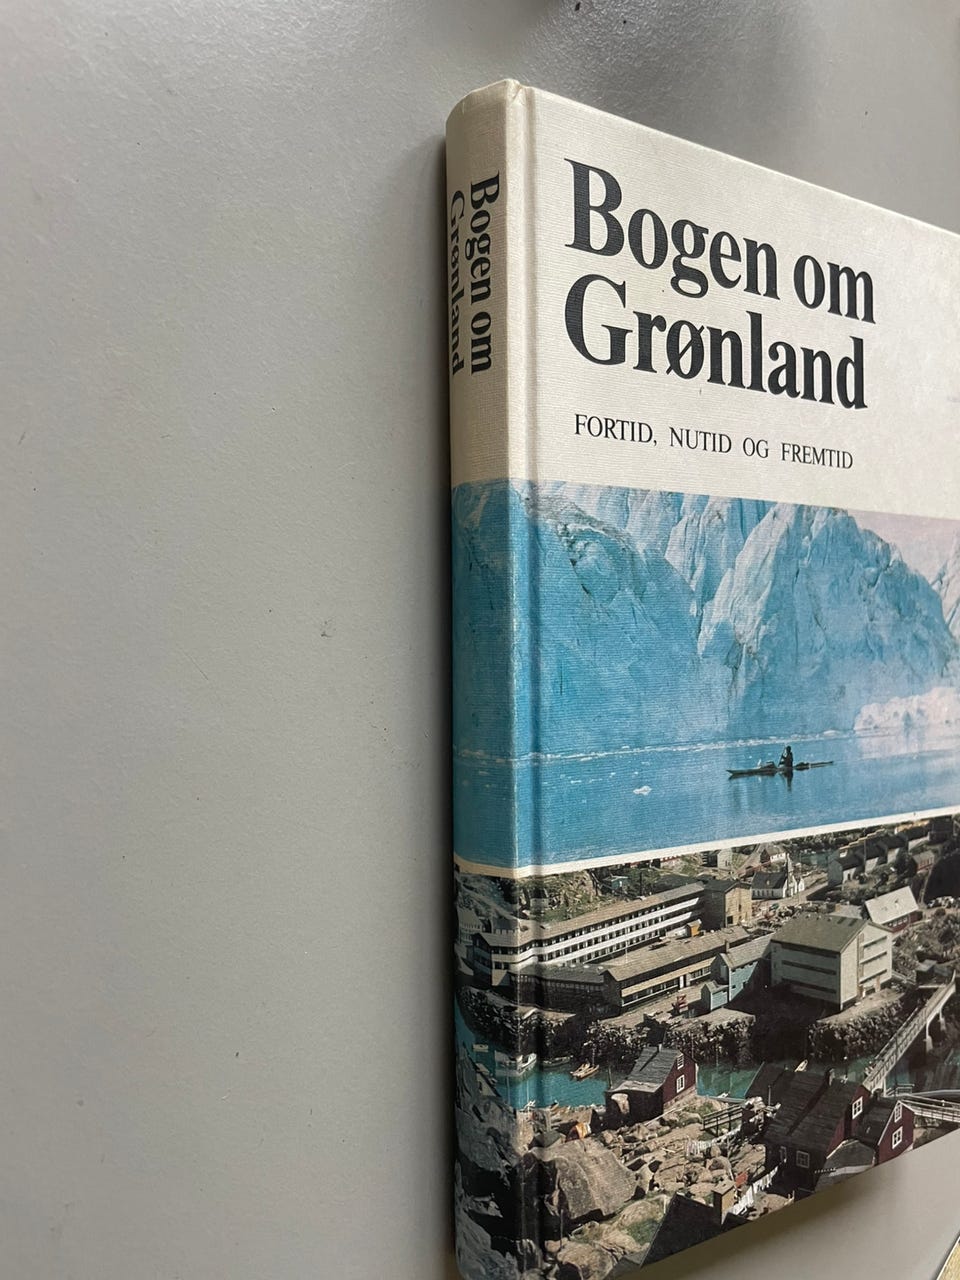 Bogen om
Grønland
FORTID, NUTID OG FREMTID
Bogen om
Grønland